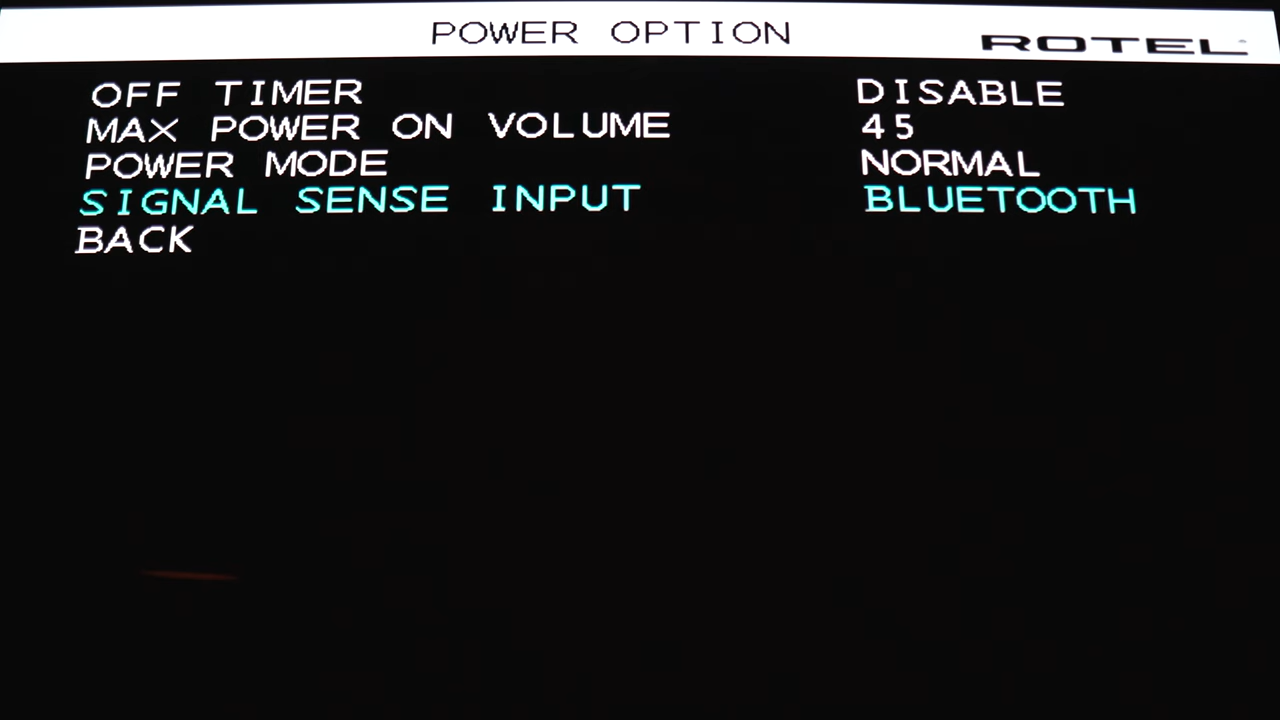 POWER OPTION
ROTEL
OFF TIMER DISABLE
MAX POWER ON VOLUME 45
POWER MODE NORMAL
SIGNAL SENSE INPUT BLUETOOTH
BACK